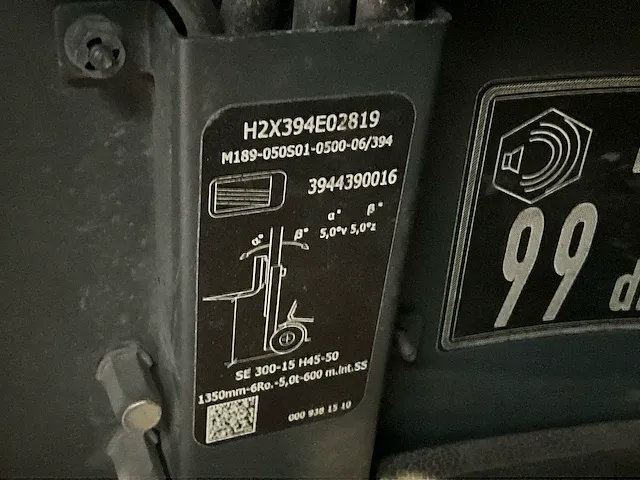 H2X394E02819
M189-050S01-0500-06/394
3944390016
α° β°
5,0°v 5,0°z
α° β°
SE 300-15 H45-50
1350mm-6Ro.-5,0t-600 m.int.SS
000 938 15 10
99
d